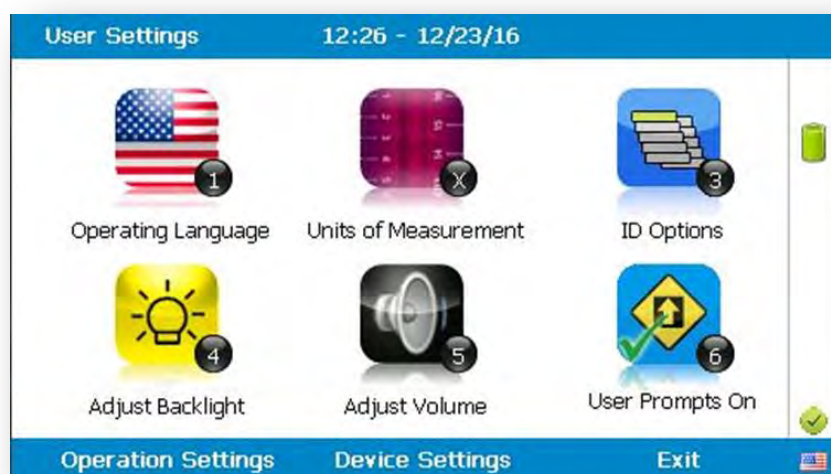 User Settings 12:26 - 12/23/16
1 X 3
Operating Language Units of Measurement ID Options
4 5 6
Adjust Backlight Adjust Volume User Prompts On
Operation Settings Device Settings Exit